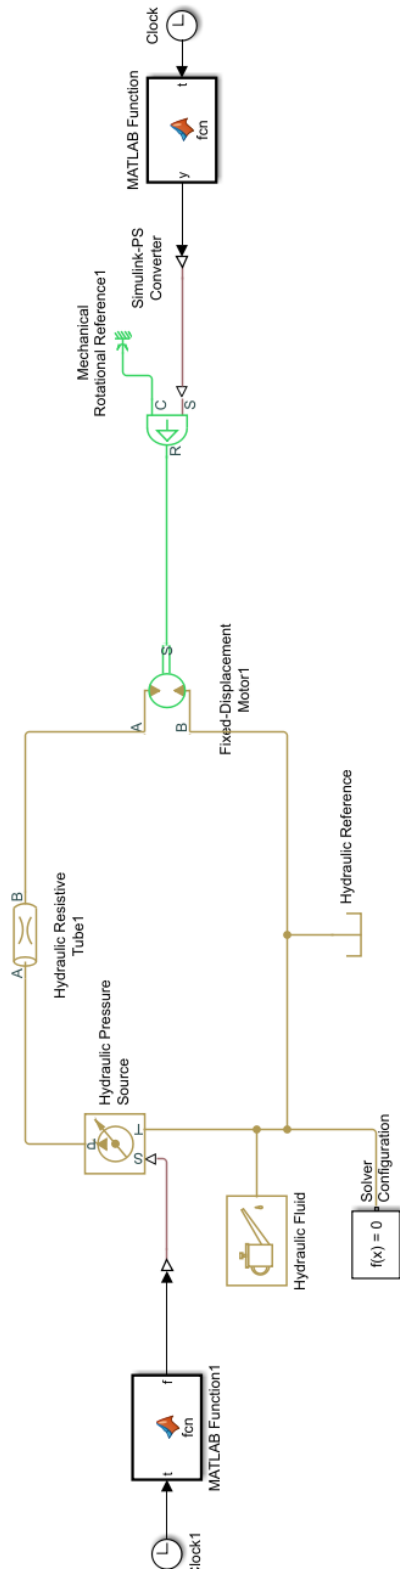 Clock1
t
fcn
f
MATLAB Function1
S
P
T
Hydraulic Pressure
Source
A
B
Hydraulic Resistive
Tube1
Hydraulic Fluid
f(x) = 0
Solver
Configuration
Hydraulic Reference
A
B
S
Fixed-Displacement
Motor1
R
C
S
Mechanical
Rotational Reference1
Simulink-PS
Converter
MATLAB Function
y
fcn
t
Clock